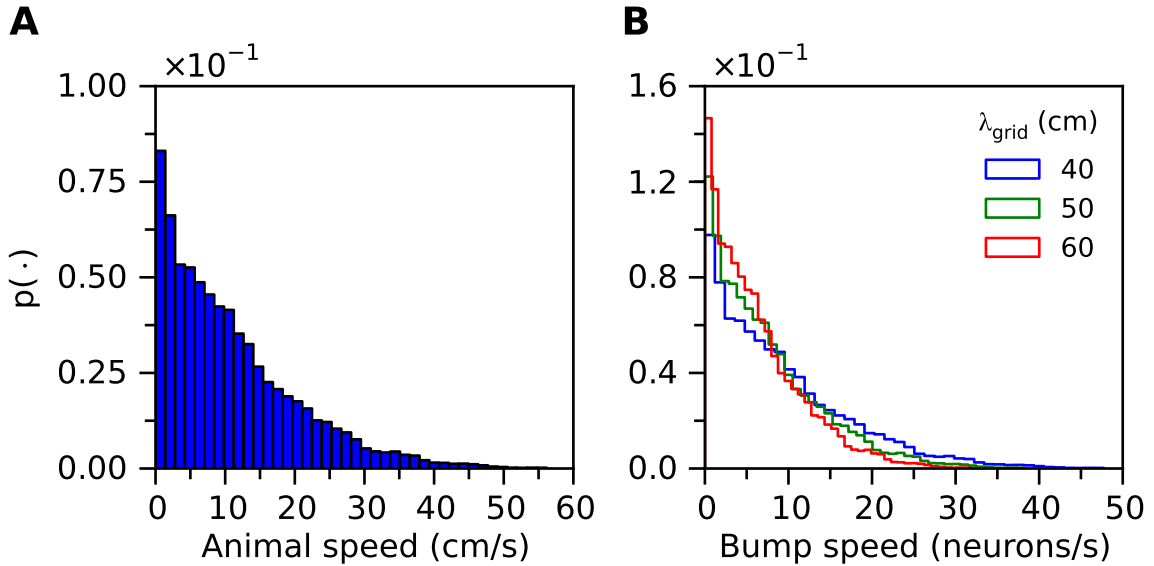 A
×10⁻¹
1.00
0.75
0.50
0.25
0.00
p(·)
0 10 20 30 40 50 60
Animal speed (cm/s)
B
×10⁻¹
1.6
1.2
0.8
0.4
0.0
λgrid (cm)
40
50
60
0 10 20 30 40 50
Bump speed (neurons/s)